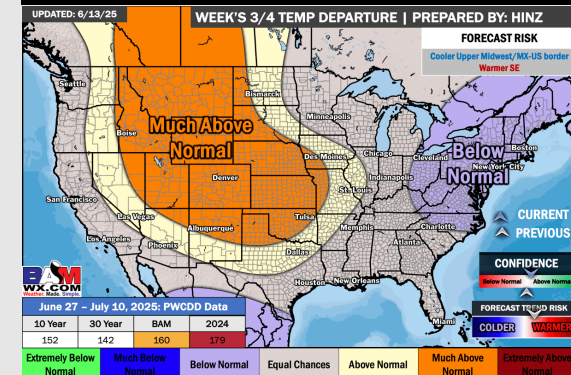 UPDATED: 6/13/25
WEEK'S 3/4 TEMP DEPARTURE | PREPARED BY: HINZ
FORECAST RISK
Cooler Upper Midwest/MX-US border
Warmer SE
Seattle
Bismarck
Minneapolis
Boise
Much Above
Normal
Des Moines
Chicago
Cleveland
Below
Normal
Boston
New York City
Denver
St. Louis
Indianapolis
San Francisco
Las Vegas
Los Angeles
Phoenix
Albuquerque
Tulsa
Memphis
Charlotte
Atlanta
Dallas
Houston
New Orleans
Miami
CURRENT
PREVIOUS
CONFIDENCE
Below Normal
Above Normal
FORECAST TREND RISK
COLDER
WARMER
BAM
WX.COM
Weather. Made. Simple.
June 27 – July 10, 2025: PWCDD Data
10 Year 30 Year BAM 2024
152 142 160 179
Extremely Below
Normal
Much Below
Normal
Below Normal
Equal Chances
Above Normal
Much Above
Normal
Extremely Above
Normal